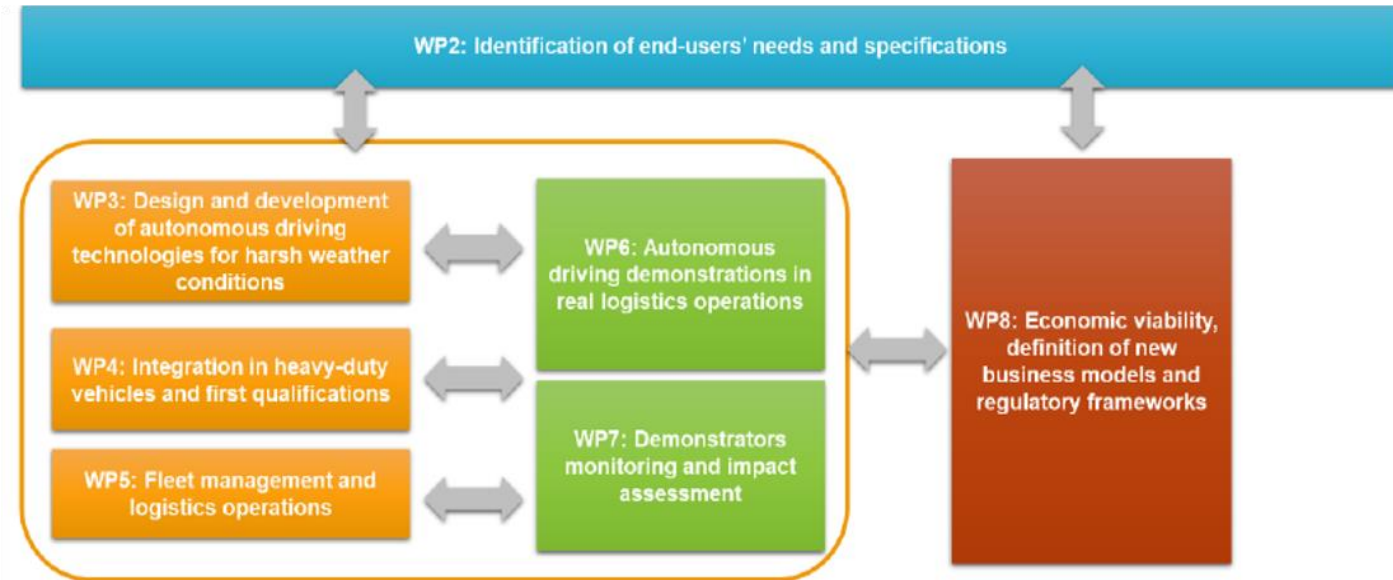 WP2: Identification of end-users' needs and specifications
WP3: Design and development
of autonomous driving
technologies for harsh weather
conditions
WP4: Integration in heavy-duty
vehicles and first qualifications
WP5: Fleet management and
logistics operations
WP6: Autonomous
driving demonstrations in
real logistics operations
WP7: Demonstrators
monitoring and impact
assessment
WP8: Economic viability,
definition of new
business models and
regulatory frameworks